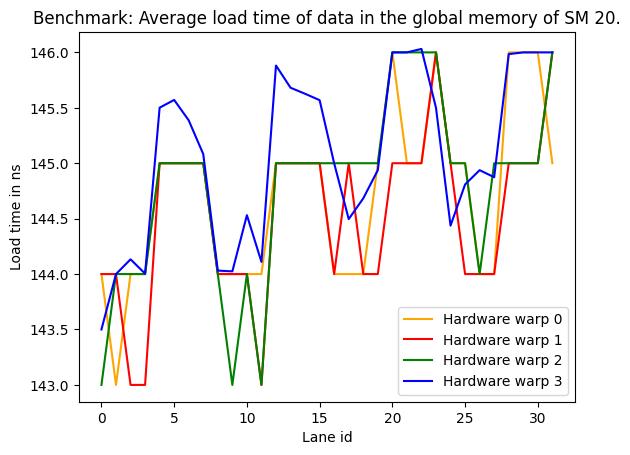 Benchmark: Average load time of data in the global memory of SM 20.
146.0
145.5
145.0
144.5
144.0
143.5
143.0
Load time in ns
0 5 10 15 20 25 30
Lane id
Hardware warp 0
Hardware warp 1
Hardware warp 2
Hardware warp 3